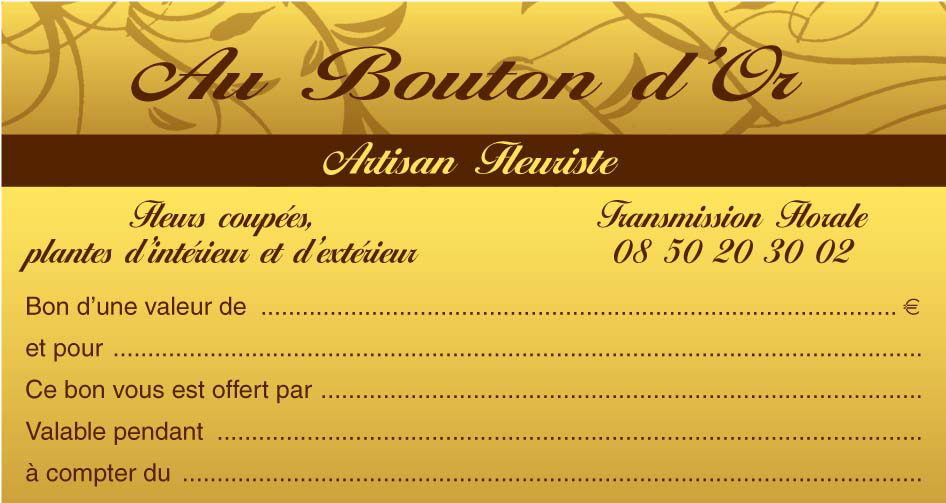 Au Bouton d'Or
Artisan Fleuriste
Fleurs coupées,
plantes d'intérieur et d'extérieur
Transmission Florale
08 50 20 30 02
Bon d'une valeur de ............................................................................................. €
et pour ......................................................................................................................
Ce bon vous est offert par ........................................................................................
Valable pendant .......................................................................................................
à compter du ............................................................................................................